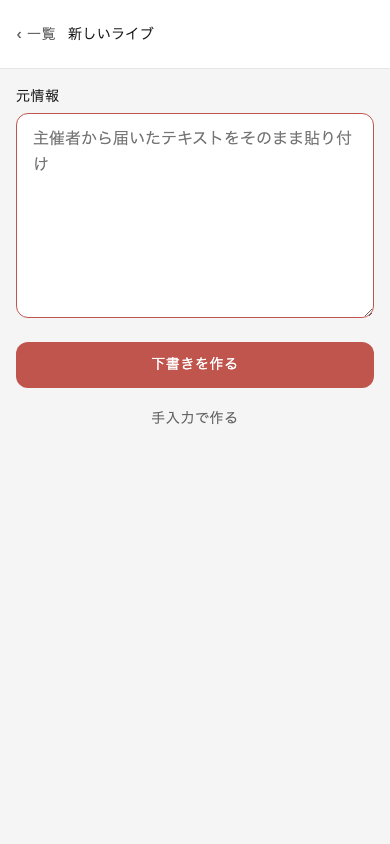 ‹ 一覧 新しいライブ
元情報
主催者から届いたテキストをそのまま貼り付
け
下書きを作る
手入力で作る